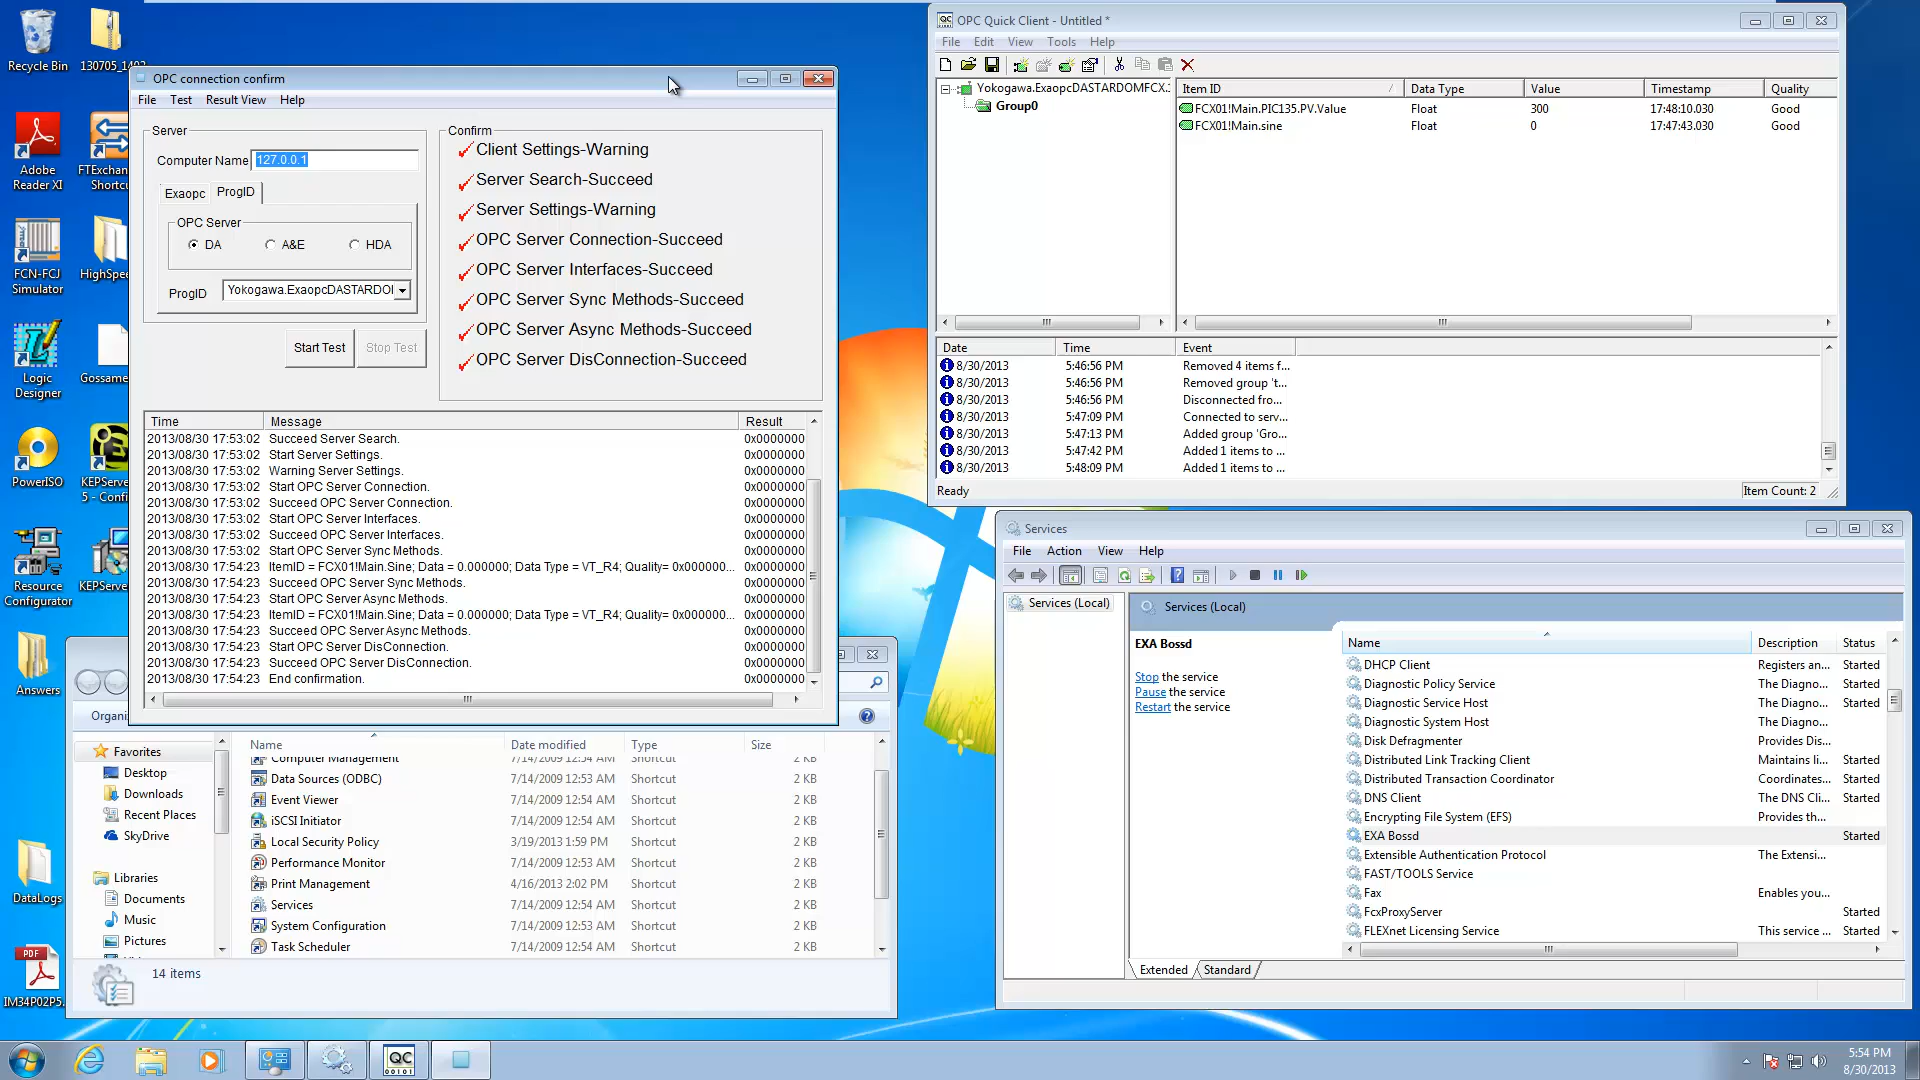 Recycle Bin
130705_1402
Adobe
Reader XI
FTExchan
Shortcu
FCN-FCJ
Simulator
HighSpee
Logic
Designer
Gossame
PowerISO
KEPServe
5 - Confi
Resource
Configurator
KEPServe
Answers
DataLogs
PDF
IM34P02P5...
OPC connection confirm
File Test Result View Help
Server
Computer Name 127.0.0.1
Exaopc ProgID
OPC Server
DA A&E HDA
ProgID Yokogawa.ExaopcDASTARDOI
Start Test Stop Test
Confirm
Client Settings-Warning
Server Search-Succeed
Server Settings-Warning
OPC Server Connection-Succeed
OPC Server Interfaces-Succeed
OPC Server Sync Methods-Succeed
OPC Server Async Methods-Succeed
OPC Server DisConnection-Succeed
Time Message Result
2013/08/30 17:53:02 Succeed Server Search. 0x0000000
2013/08/30 17:53:02 Start Server Settings. 0x0000000
2013/08/30 17:53:02 Warning Server Settings. 0x0000000
2013/08/30 17:53:02 Start OPC Server Connection. 0x0000000
2013/08/30 17:53:02 Succeed OPC Server Connection. 0x0000000
2013/08/30 17:53:02 Start OPC Server Interfaces. 0x0000000
2013/08/30 17:53:02 Succeed OPC Server Interfaces. 0x0000000
2013/08/30 17:53:02 Start OPC Server Sync Methods. 0x0000000
2013/08/30 17:54:23 ItemID = FCX01!Main.Sine; Data = 0.000000; Data Type = VT_R4; Quality= 0x000000... 0x0000000
2013/08/30 17:54:23 Succeed OPC Server Sync Methods. 0x0000000
2013/08/30 17:54:23 Start OPC Server Async Methods. 0x0000000
2013/08/30 17:54:23 ItemID = FCX01!Main.Sine; Data = 0.000000; Data Type = VT_R4; Quality= 0x000000... 0x0000000
2013/08/30 17:54:23 Succeed OPC Server Async Methods. 0x0000000
2013/08/30 17:54:23 Start OPC Server DisConnection. 0x0000000
2013/08/30 17:54:23 Succeed OPC Server DisConnection. 0x0000000
2013/08/30 17:54:23 End confirmation. 0x0000000
Organi
Favorites
Desktop
Downloads
Recent Places
SkyDrive
Libraries
Documents
Music
Pictures
Name Date modified Type Size
Computer Management 7/14/2009 12:54 AM Shortcut 2 KB
Data Sources (ODBC) 7/14/2009 12:53 AM Shortcut 2 KB
Event Viewer 7/14/2009 12:54 AM Shortcut 2 KB
iSCSI Initiator 7/14/2009 12:54 AM Shortcut 2 KB
Local Security Policy 3/19/2013 1:59 PM Shortcut 2 KB
Performance Monitor 7/14/2009 12:53 AM Shortcut 2 KB
Print Management 4/16/2013 2:02 PM Shortcut 2 KB
Services 7/14/2009 12:54 AM Shortcut 2 KB
System Configuration 7/14/2009 12:53 AM Shortcut 2 KB
Task Scheduler 7/14/2009 12:54 AM Shortcut 2 KB
14 items
OPC Quick Client - Untitled *
File Edit View Tools Help
Yokogawa.ExaopcDASTARDOMFCX.1
Group0
Item ID Data Type Value Timestamp Quality
FCX01!Main.PIC135.PV.Value Float 300 17:48:10.030 Good
FCX01!Main.sine Float 0 17:47:43.030 Good
Date Time Event
8/30/2013 5:46:56 PM Removed 4 items f...
8/30/2013 5:46:56 PM Removed group 't...
8/30/2013 5:46:56 PM Disconnected fro...
8/30/2013 5:47:09 PM Connected to serv...
8/30/2013 5:47:13 PM Added group 'Gro...
8/30/2013 5:47:42 PM Added 1 items to ...
8/30/2013 5:48:09 PM Added 1 items to ...
Ready Item Count: 2
Services
File Action View Help
Services (Local)
Services (Local)
EXA Bossd
Stop the service
Pause the service
Restart the service
Name Description Status
DHCP Client Registers an... Started
Diagnostic Policy Service The Diagno... Started
Diagnostic Service Host The Diagno... Started
Diagnostic System Host The Diagno...
Disk Defragmenter Provides Dis...
Distributed Link Tracking Client Maintains li... Started
Distributed Transaction Coordinator Coordinates... Started
DNS Client The DNS Cli... Started
Encrypting File System (EFS) Provides th...
EXA Bossd Started
Extensible Authentication Protocol The Extensi...
FAST/TOOLS Service
Fax Enables you...
FcxProxyServer Started
FLEXnet Licensing Service This service ... Started
Extended Standard
QC
00101
5:54 PM
8/30/2013